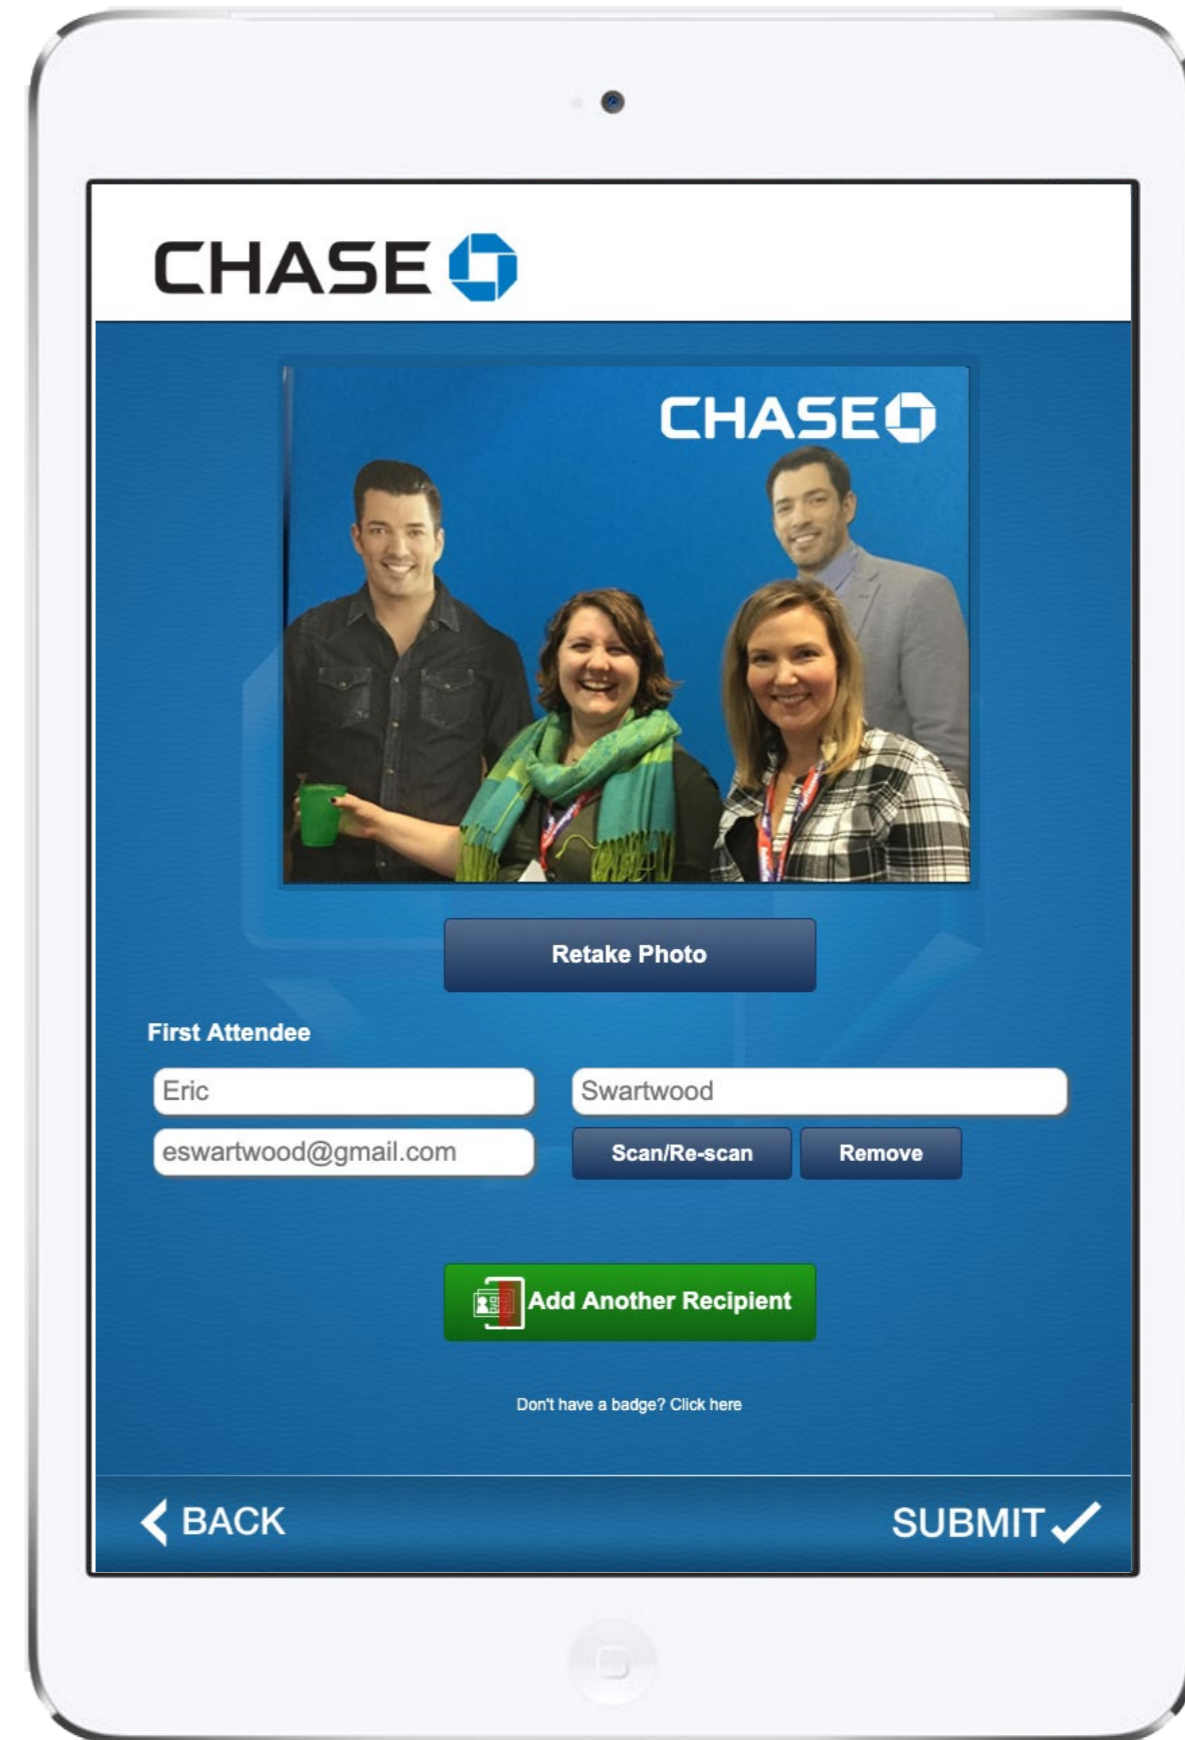 CHASE
CHASE
Retake Photo
First Attendee
Eric
Swartwood
eswartwood@gmail.com
Scan/Re-scan
Remove
Add Another Recipient
Don't have a badge? Click here
BACK
SUBMIT